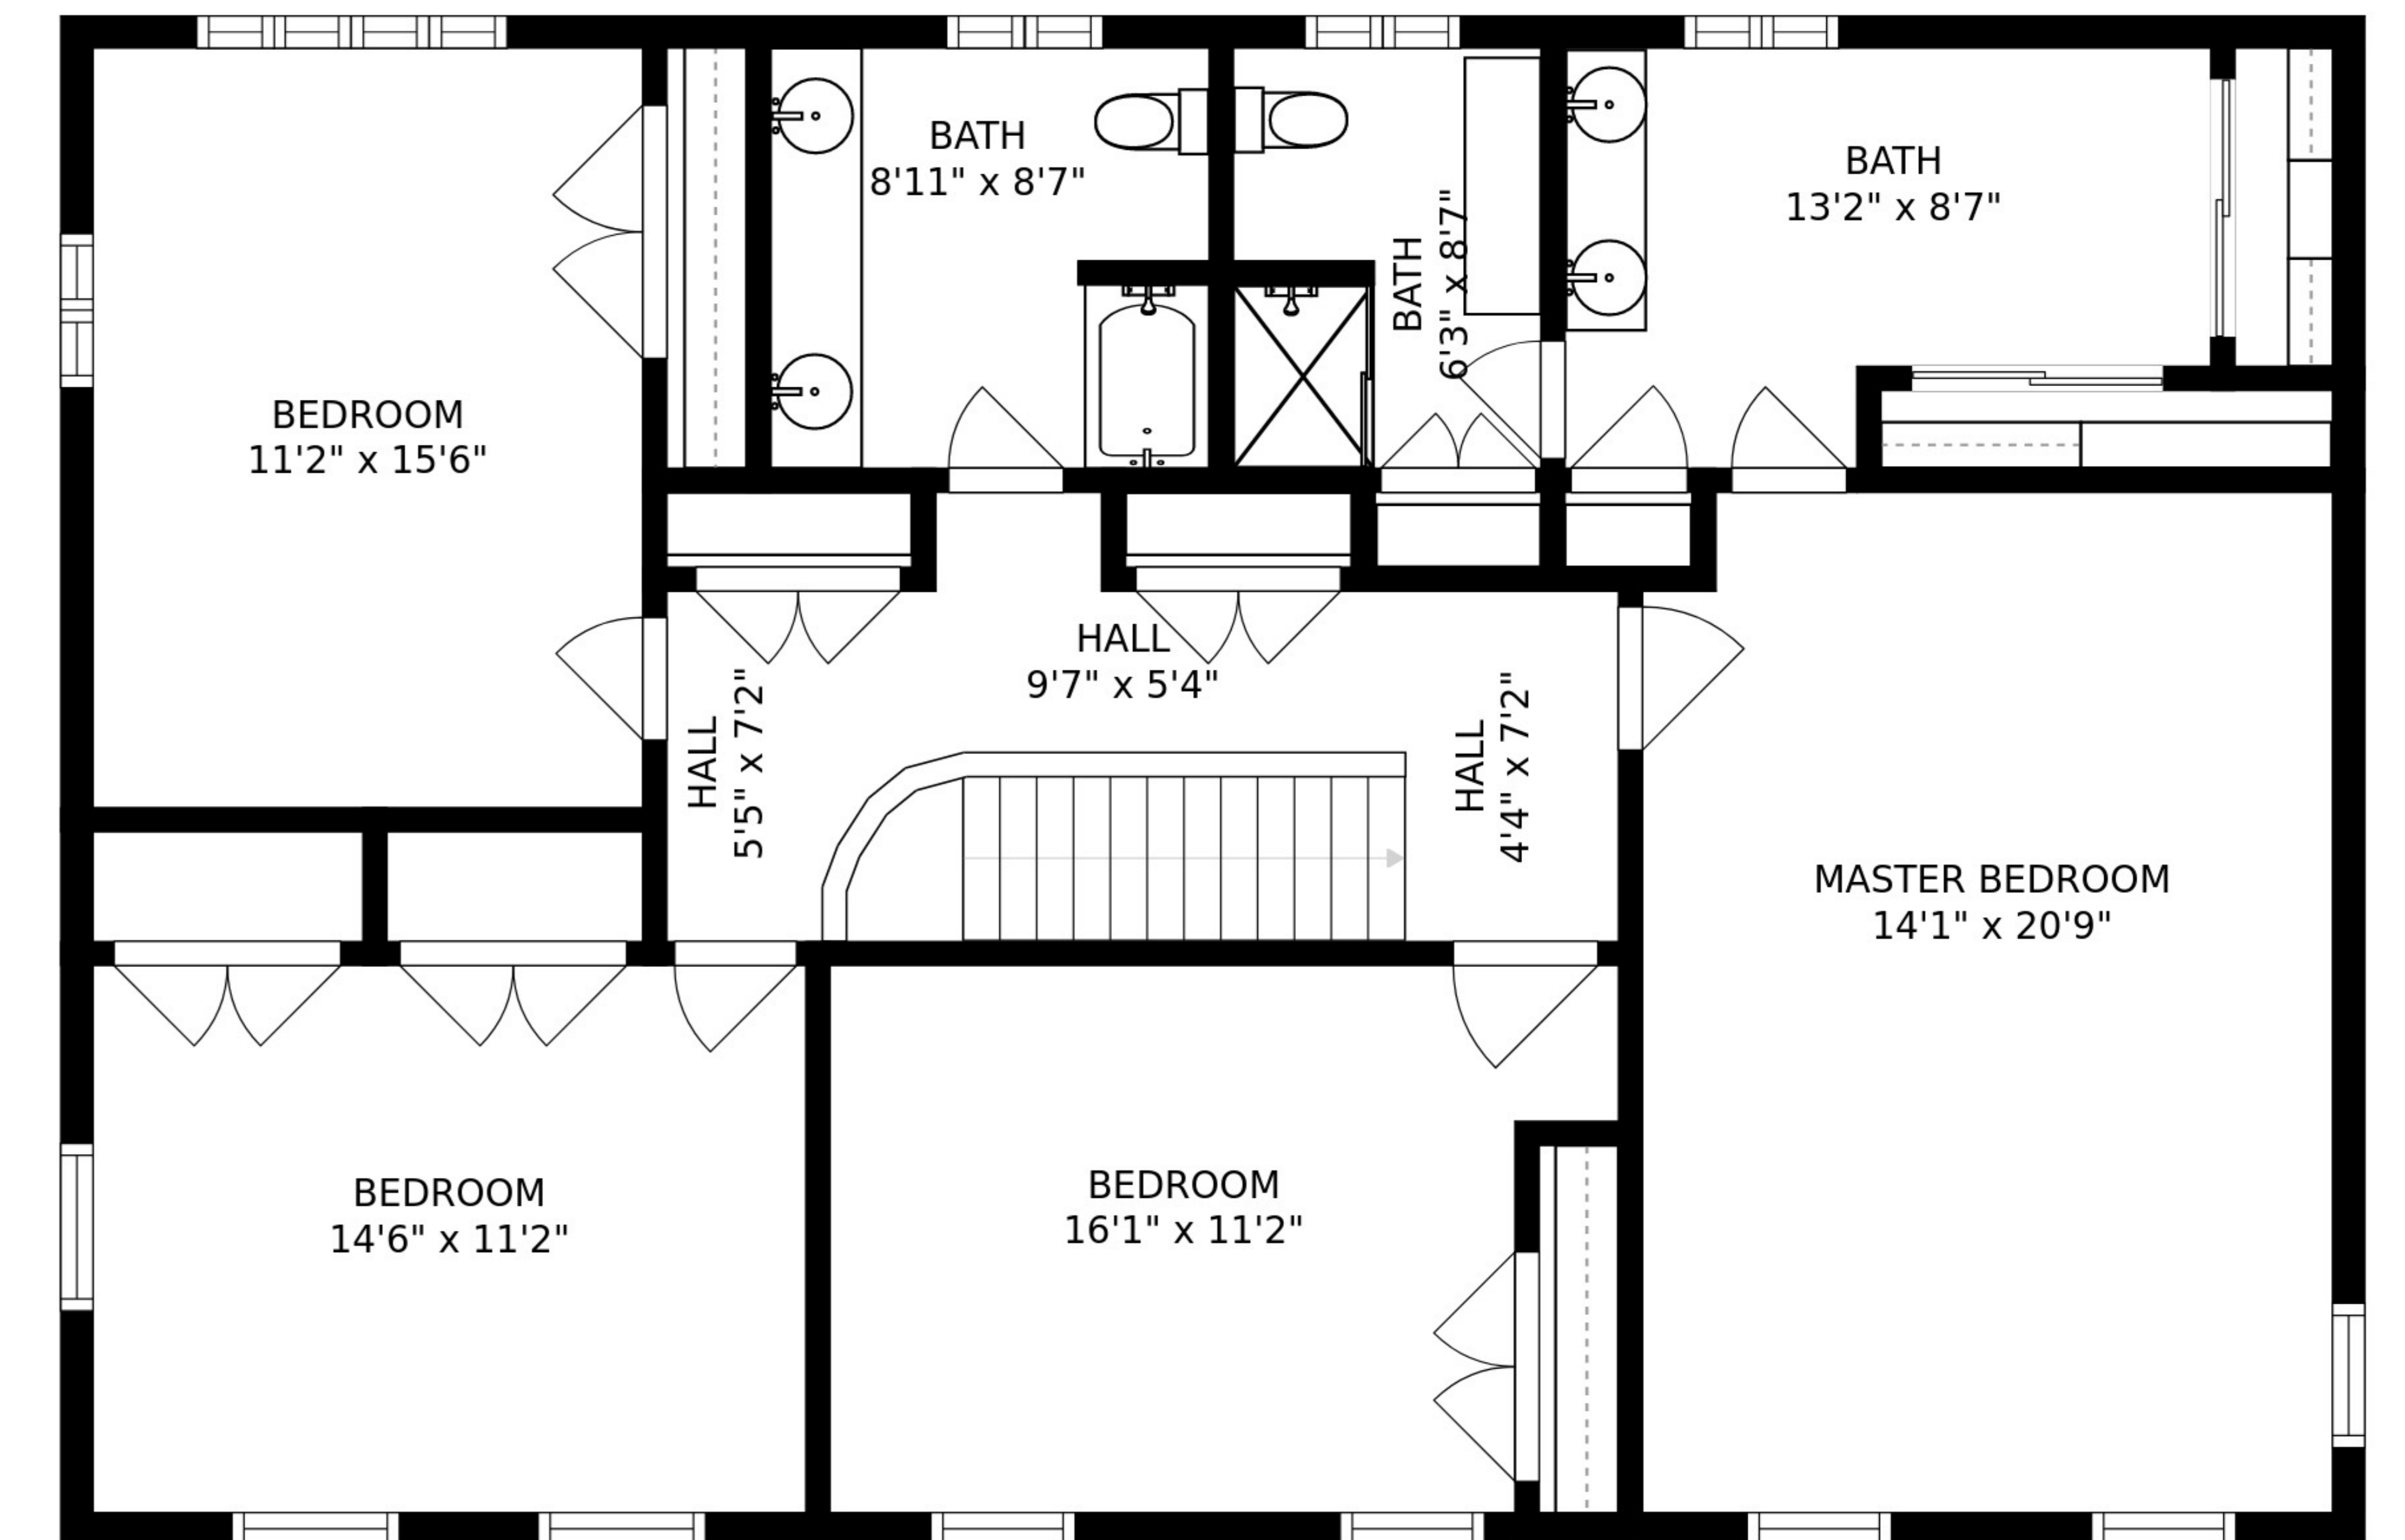 BATH
8'11" x 8'7"
BATH
13'2" x 8'7"
BATH
6'3" x 8'7"
BEDROOM
11'2" x 15'6"
HALL
9'7" x 5'4"
HALL
5'5" x 7'2"
HALL
4'4" x 7'2"
MASTER BEDROOM
14'1" x 20'9"
BEDROOM
14'6" x 11'2"
BEDROOM
16'1" x 11'2"